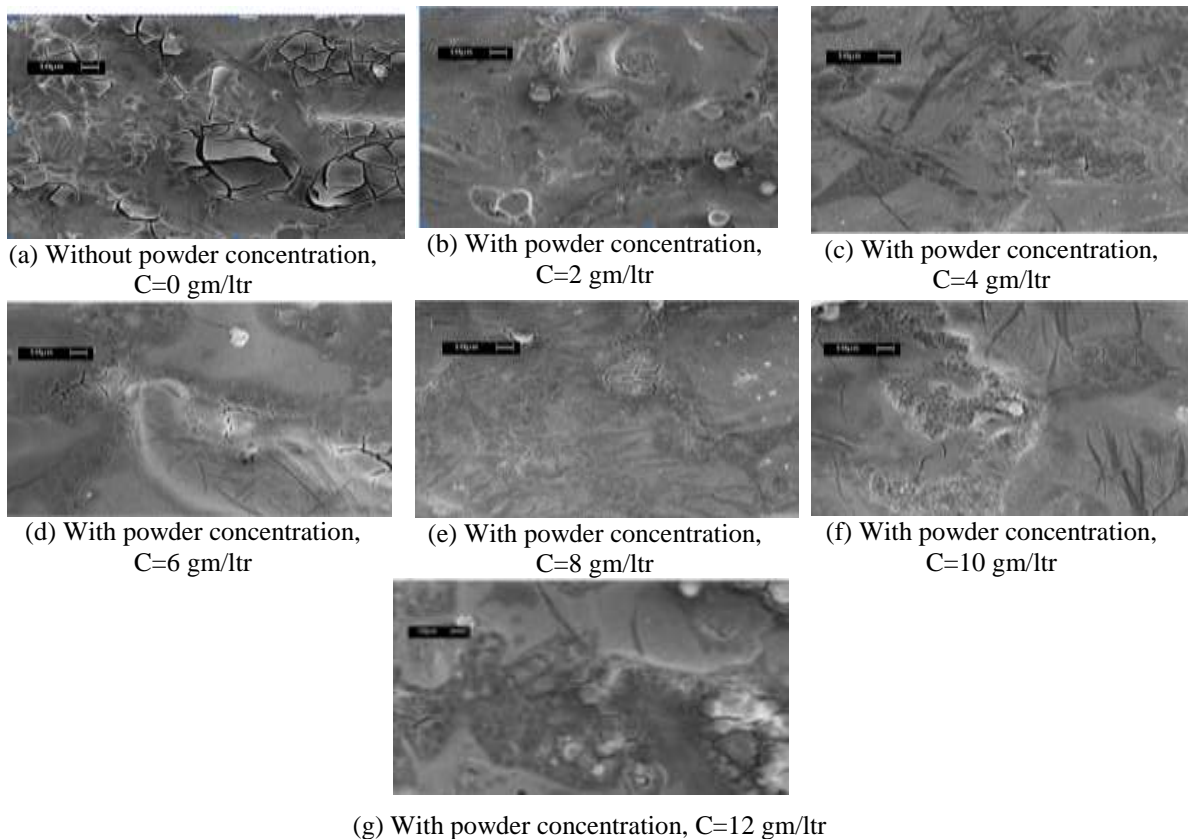 (a) Without powder concentration,
C=0 gm/ltr
(b) With powder concentration,
C=2 gm/ltr
(c) With powder concentration,
C=4 gm/ltr
(d) With powder concentration,
C=6 gm/ltr
(e) With powder concentration,
C=8 gm/ltr
(f) With powder concentration,
C=10 gm/ltr
(g) With powder concentration, C=12 gm/ltr